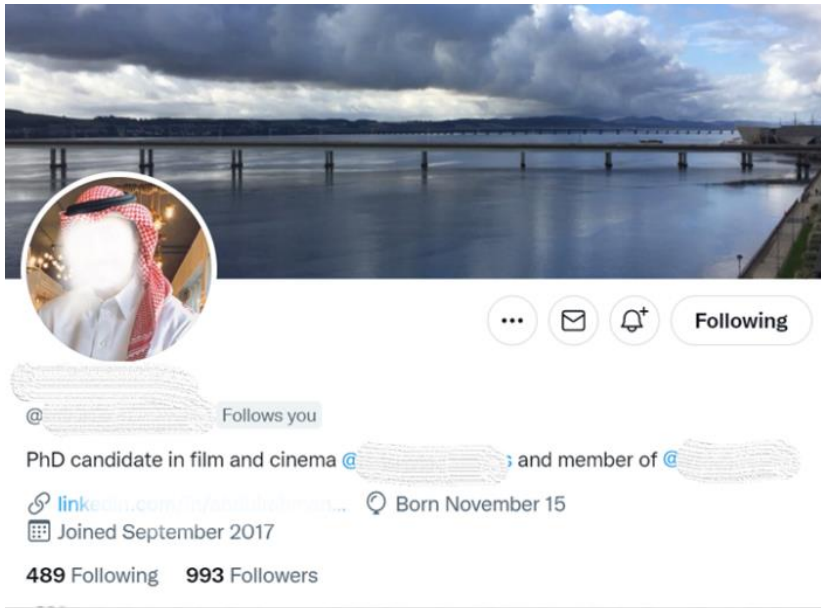 Following
@ Follows you
PhD candidate in film and cinema @ and member of @
Born November 15
Joined September 2017
489 Following 993 Followers